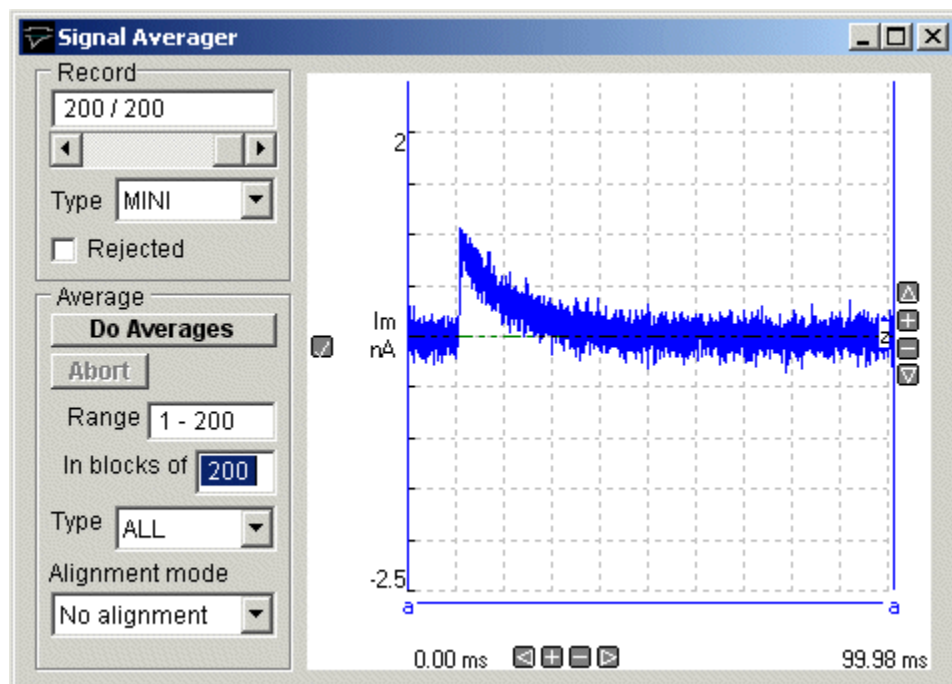 Signal Averager
Record
200 / 200
Type MINI
Rejected
Average
Do Averages
Abort
Range 1 - 200
In blocks of 200
Type ALL
Alignment mode
No alignment
2
Im
nA
z
-2.5
a a
0.00 ms 99.98 ms